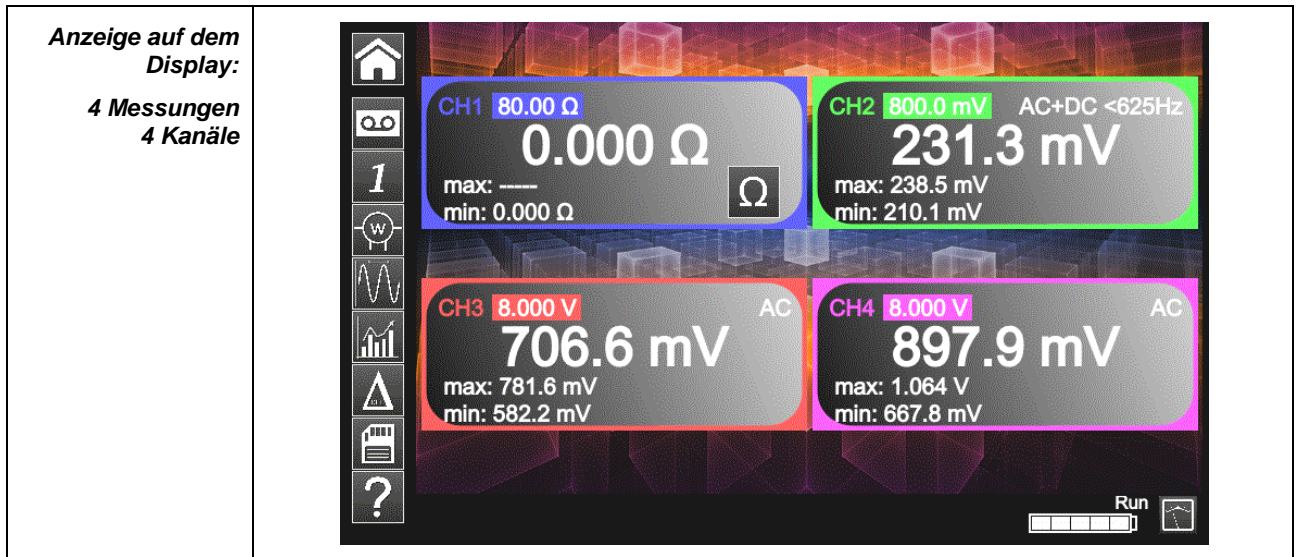 Anzeige auf dem
Display:
4 Messungen
4 Kanäle
CH1 80.00 Ω
0.000 Ω
max: -----
min: 0.000 Ω
Ω
CH2 800.0 mV AC+DC <625Hz
231.3 mV
max: 238.5 mV
min: 210.1 mV
1
W
CH3 8.000 V AC
706.6 mV
max: 781.6 mV
min: 582.2 mV
CH4 8.000 V AC
897.9 mV
max: 1.064 V
min: 667.8 mV
?
Run